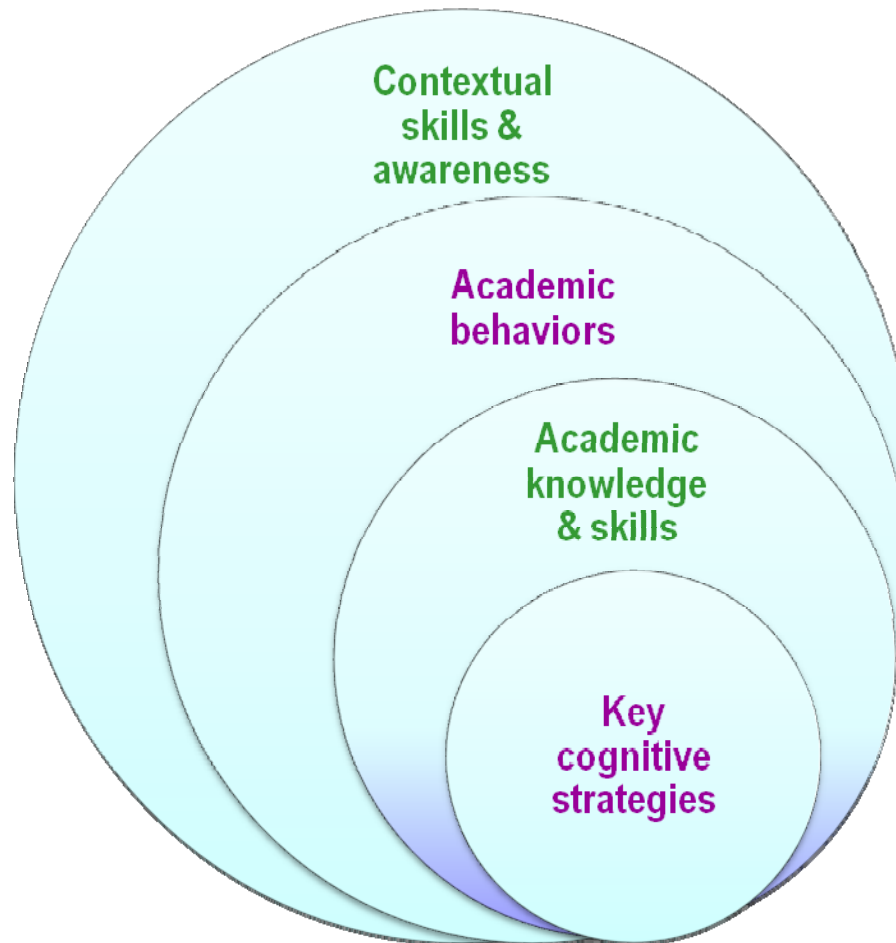 Contextual
skills &
awareness
Academic
behaviors
Academic
knowledge
& skills
Key
cognitive
strategies